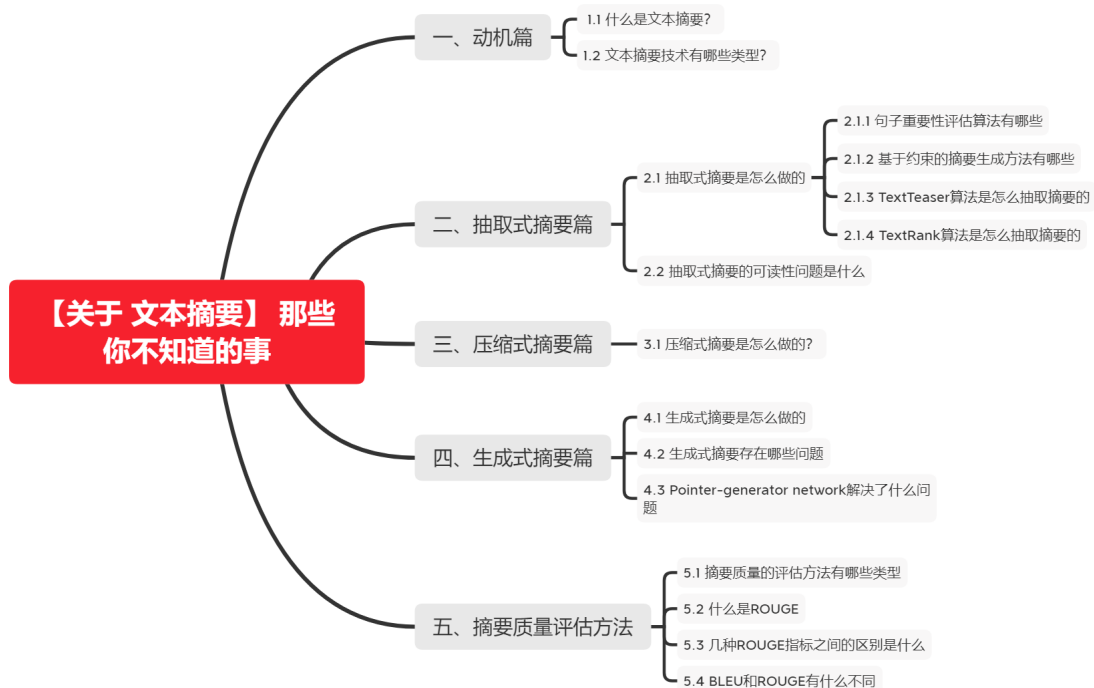 【关于 文本摘要】 那些
你不知道的事
一、动机篇
1.1 什么是文本摘要？
1.2 文本摘要技术有哪些类型？
二、抽取式摘要篇
2.1 抽取式摘要是怎么做的
2.1.1 句子重要性评估算法有哪些
2.1.2 基于约束的摘要生成方法有哪些
2.1.3 TextTeaser算法是怎么抽取摘要的
2.1.4 TextRank算法是怎么抽取摘要的
2.2 抽取式摘要的可读性问题是什么
三、压缩式摘要篇
3.1 压缩式摘要是怎么做的？
四、生成式摘要篇
4.1 生成式摘要是怎么做的
4.2 生成式摘要存在哪些问题
4.3 Pointer-generator network解决了什么问
题
五、摘要质量评估方法
5.1 摘要质量的评估方法有哪些类型
5.2 什么是ROUGE
5.3 几种ROUGE指标之间的区别是什么
5.4 BLEU和ROUGE有什么不同